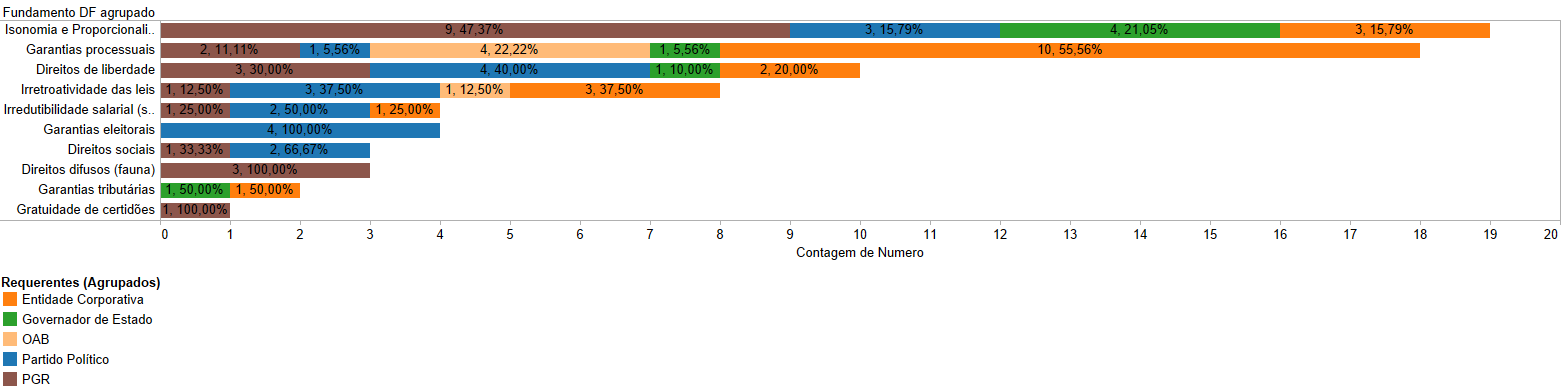 Fundamento DF agrupado
Isonomia e Proporcionali.. 9, 47,37% 3, 15,79% 4, 21,05% 3, 15,79%
Garantias processuais 2, 11,11% 1, 5,56% 4, 22,22% 1, 5,56% 10, 55,56%
Direitos de liberdade 3, 30,00% 4, 40,00% 1, 10,00% 2, 20,00%
Irretroatividade das leis 1, 12,50% 3, 37,50% 1, 12,50% 3, 37,50%
Irredutibilidade salarial (s.. 1, 25,00% 2, 50,00% 1, 25,00%
Garantias eleitorais 4, 100,00%
Direitos sociais 1, 33,33% 2, 66,67%
Direitos difusos (fauna) 3, 100,00%
Garantias tributárias 1, 50,00% 1, 50,00%
Gratuidade de certidões 1, 100,00%
0 1 2 3 4 5 6 7 8 9 10 11 12 13 14 15 16 17 18 19 20
Contagem de Numero
Requerentes (Agrupados)
Entidade Corporativa
Governador de Estado
OAB
Partido Político
PGR